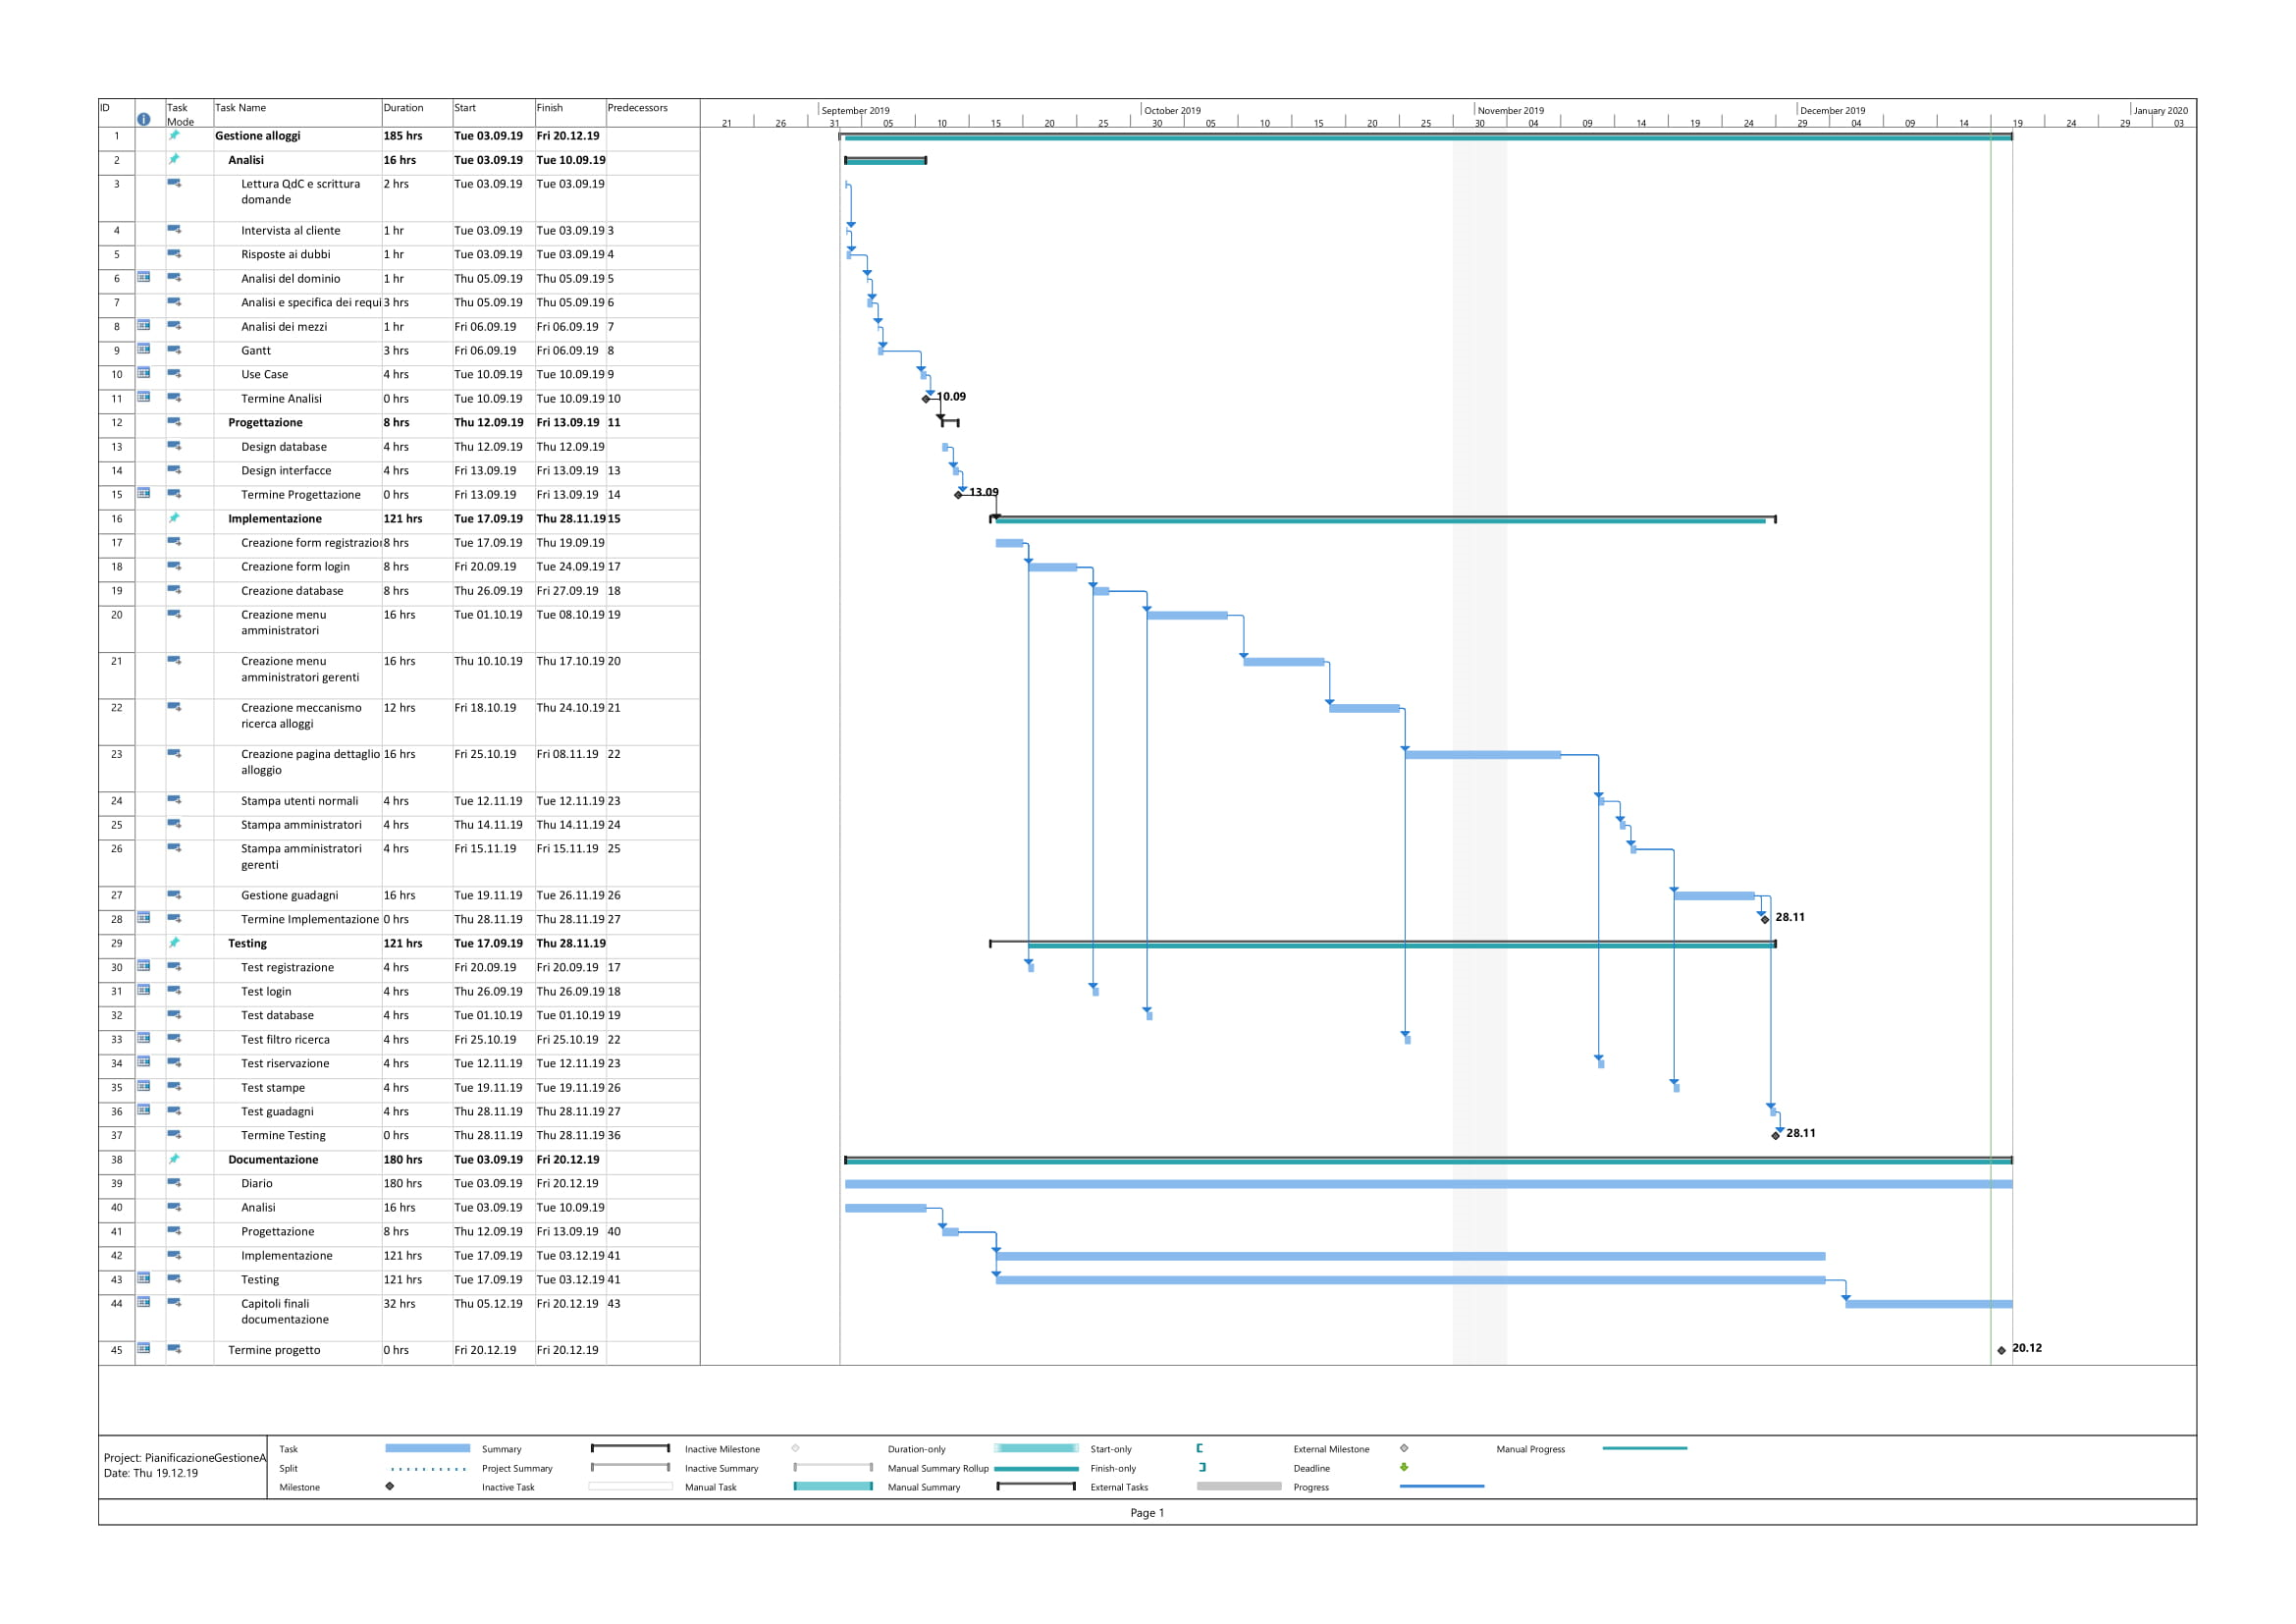 ID Task Mode Task Name Duration Start Finish Predecessors
September 2019 October 2019 November 2019 December 2019 January 2020
21 26 31 05 10 15 20 25 30 05 10 15 20 25 30 04 09 14 19 24 29 04 09 14 19 24 29 03
1 Gestione alloggi 185 hrs Tue 03.09.19 Fri 20.12.19
2 Analisi 16 hrs Tue 03.09.19 Tue 10.09.19
3 Lettura QdC e scrittura domande 2 hrs Tue 03.09.19 Tue 03.09.19
4 Intervista al cliente 1 hr Tue 03.09.19 Tue 03.09.19 3
5 Risposte ai dubbi 1 hr Tue 03.09.19 Tue 03.09.19 4
6 Analisi del dominio 1 hr Thu 05.09.19 Thu 05.09.19 5
7 Analisi e specifica dei requi 3 hrs Thu 05.09.19 Thu 05.09.19 6
8 Analisi dei mezzi 1 hr Fri 06.09.19 Fri 06.09.19 7
9 Gantt 3 hrs Fri 06.09.19 Fri 06.09.19 8
10 Use Case 4 hrs Tue 10.09.19 Tue 10.09.19 9
11 Termine Analisi 0 hrs Tue 10.09.19 Tue 10.09.19 10 10.09
12 Progettazione 8 hrs Thu 12.09.19 Fri 13.09.19 11
13 Design database 4 hrs Thu 12.09.19 Thu 12.09.19
14 Design interfacce 4 hrs Fri 13.09.19 Fri 13.09.19 13
15 Termine Progettazione 0 hrs Fri 13.09.19 Fri 13.09.19 14 13.09
16 Implementazione 121 hrs Tue 17.09.19 Thu 28.11.19 15
17 Creazione form registrazior 8 hrs Tue 17.09.19 Thu 19.09.19
18 Creazione form login 8 hrs Fri 20.09.19 Tue 24.09.19 17
19 Creazione database 8 hrs Thu 26.09.19 Fri 27.09.19 18
20 Creazione menu amministratori 16 hrs Tue 01.10.19 Tue 08.10.19 19
21 Creazione menu amministratori gerenti 16 hrs Thu 10.10.19 Thu 17.10.19 20
22 Creazione meccanismo ricerca alloggi 12 hrs Fri 18.10.19 Thu 24.10.19 21
23 Creazione pagina dettaglio alloggio 16 hrs Fri 25.10.19 Fri 08.11.19 22
24 Stampa utenti normali 4 hrs Tue 12.11.19 Tue 12.11.19 23
25 Stampa amministratori 4 hrs Thu 14.11.19 Thu 14.11.19 24
26 Stampa amministratori gerenti 4 hrs Fri 15.11.19 Fri 15.11.19 25
27 Gestione guadagni 16 hrs Tue 19.11.19 Tue 26.11.19 26
28 Termine Implementazione 0 hrs Thu 28.11.19 Thu 28.11.19 27 28.11
29 Testing 121 hrs Tue 17.09.19 Thu 28.11.19
30 Test registrazione 4 hrs Fri 20.09.19 Fri 20.09.19 17
31 Test login 4 hrs Thu 26.09.19 Thu 26.09.19 18
32 Test database 4 hrs Tue 01.10.19 Tue 01.10.19 19
33 Test filtro ricerca 4 hrs Fri 25.10.19 Fri 25.10.19 22
34 Test riservazione 4 hrs Tue 12.11.19 Tue 12.11.19 23
35 Test stampe 4 hrs Tue 19.11.19 Tue 19.11.19 26
36 Test guadagni 4 hrs Thu 28.11.19 Thu 28.11.19 27
37 Termine Testing 0 hrs Thu 28.11.19 Thu 28.11.19 36 28.11
38 Documentazione 180 hrs Tue 03.09.19 Fri 20.12.19
39 Diario 180 hrs Tue 03.09.19 Fri 20.12.19
40 Analisi 16 hrs Tue 03.09.19 Tue 10.09.19
41 Progettazione 8 hrs Thu 12.09.19 Fri 13.09.19 40
42 Implementazione 121 hrs Tue 17.09.19 Tue 03.12.19 41
43 Testing 121 hrs Tue 17.09.19 Tue 03.12.19 41
44 Capitoli finali documentazione 32 hrs Thu 05.12.19 Fri 20.12.19 43
45 Termine progetto 0 hrs Fri 20.12.19 Fri 20.12.19 20.12
Project: PianificazioneGestioneA
Date: Thu 19.12.19
Task Summary Inactive Milestone Duration-only Start-only External Milestone Manual Progress
Split Project Summary Inactive Summary Manual Summary Rollup Finish-only Deadline
Milestone Inactive Task Manual Task Manual Summary External Tasks Progress
Page 1